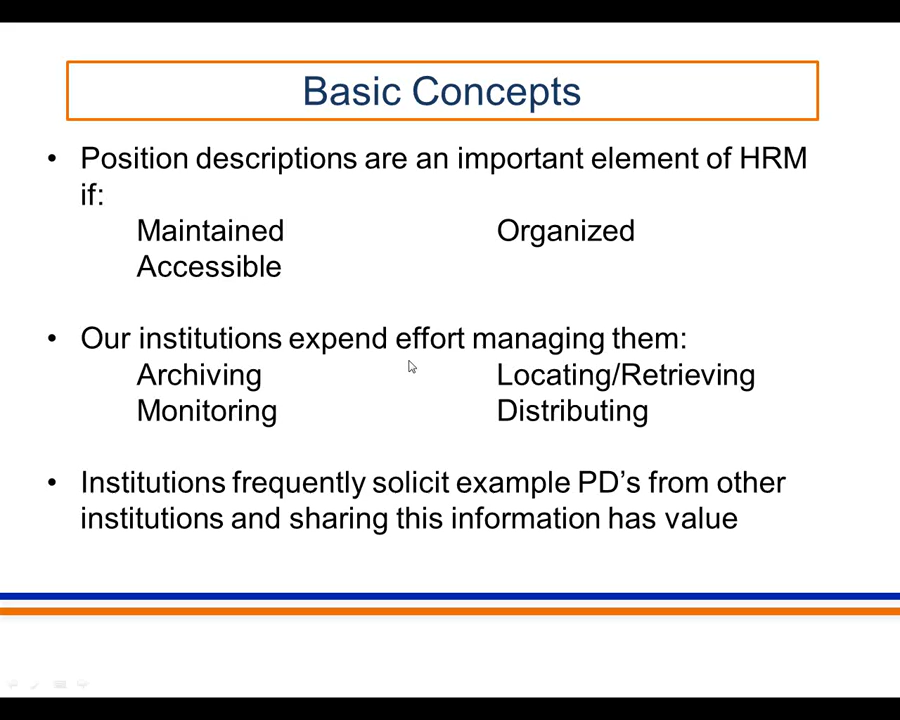 Basic Concepts
• Position descriptions are an important element of HRM
if:
Maintained Organized
Accessible
• Our institutions expend effort managing them:
Archiving Locating/Retrieving
Monitoring Distributing
• Institutions frequently solicit example PD’s from other
institutions and sharing this information has value